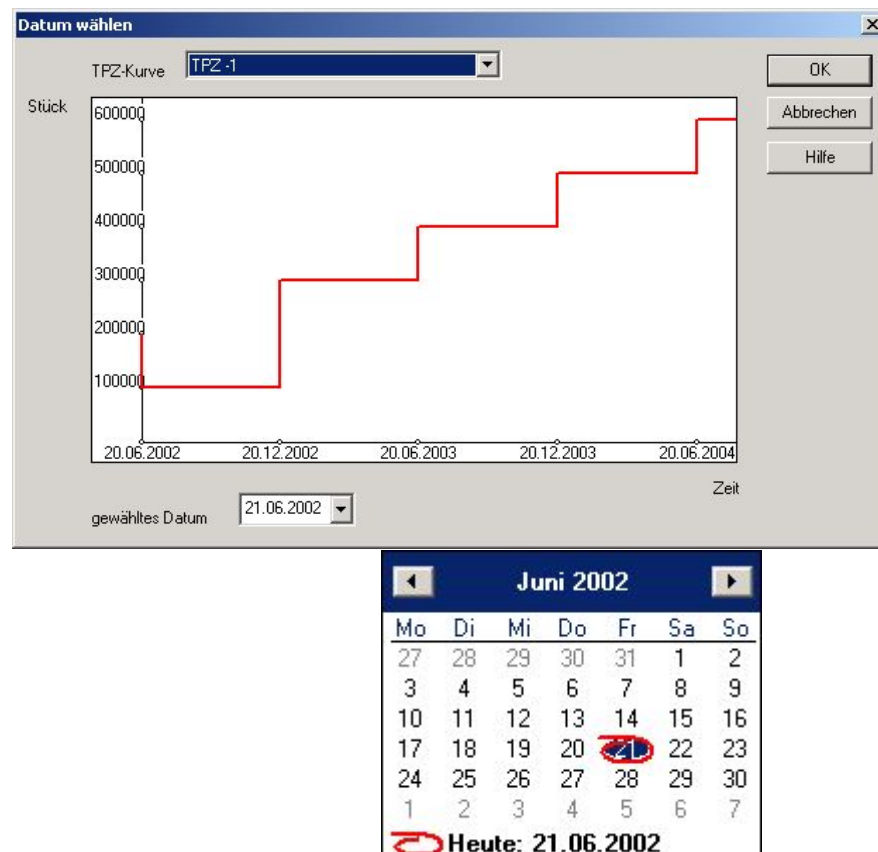 Datum wählen
TPZ-Kurve TPZ -1 OK
Stück Abbrechen
Hilfe
600000
500000
400000
300000
200000
100000
20.06.2002 20.12.2002 20.06.2003 20.12.2003 20.06.2004
Zeit
gewähltes Datum 21.06.2002
Juni 2002
Mo Di Mi Do Fr Sa So
27 28 29 30 31 1 2
3 4 5 6 7 8 9
10 11 12 13 14 15 16
17 18 19 20 21 22 23
24 25 26 27 28 29 30
1 2 3 4 5 6 7
Heute: 21.06.2002